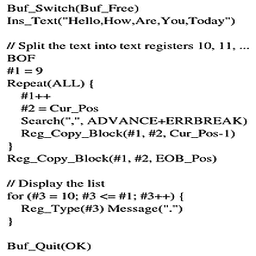 Buf_Switch(Buf_Free)
Ins_Text("Hello,How,Are,You,Today")
// Split the text into text registers 10, 11, ...
BOF
#1 = 9
Repeat(ALL) {
#1++
#2 = Cur_Pos
Search(",", ADVANCE+ERRBREAK)
Reg_Copy_Block(#1, #2, Cur_Pos-1)
}
Reg_Copy_Block(#1, #2, EOB_Pos)
// Display the list
for (#3 = 10; #3 <= #1; #3++) {
Reg_Type(#3) Message(".")
}
Buf_Quit(OK)